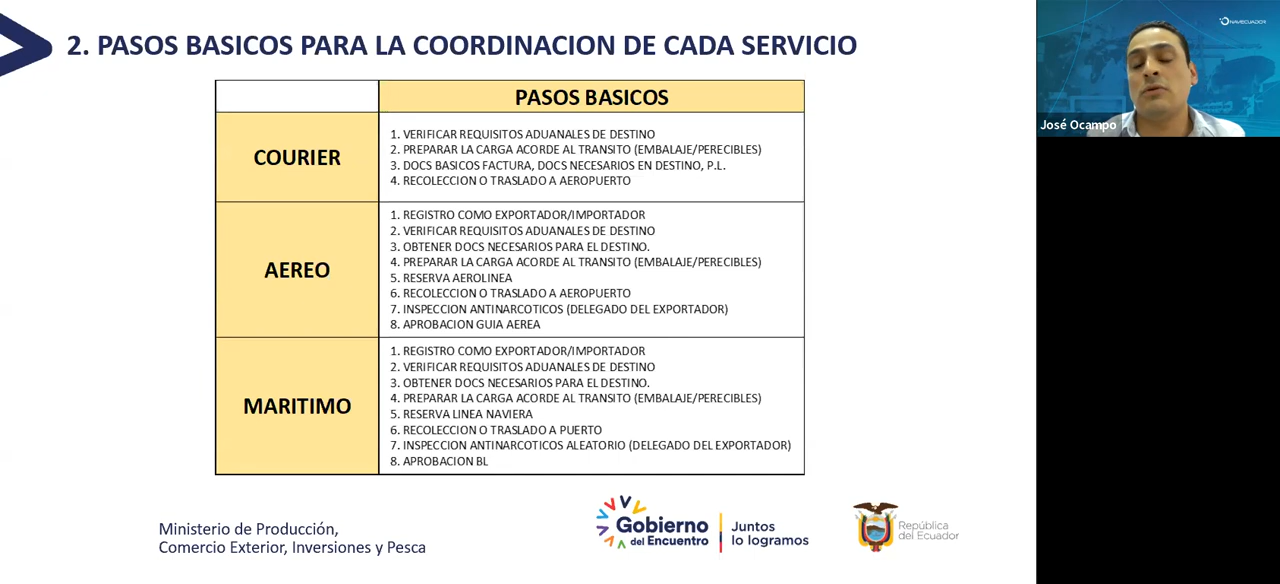 2. PASOS BASICOS PARA LA COORDINACION DE CADA SERVICIO
PASOS BASICOS
COURIER
1. VERIFICAR REQUISITOS ADUANALES DE DESTINO
2. PREPARAR LA CARGA ACORDE AL TRANSITO (EMBALAJE/PERECIBLES)
3. DOCS BASICOS FACTURA, DOCS NECESARIOS EN DESTINO, P.L.
4. RECOLECCION O TRASLADO A AEROPUERTO
AEREO
1. REGISTRO COMO EXPORTADOR/IMPORTADOR
2. VERIFICAR REQUISITOS ADUANALES DE DESTINO
3. OBTENER DOCS NECESARIOS PARA EL DESTINO.
4. PREPARAR LA CARGA ACORDE AL TRANSITO (EMBALAJE/PERECIBLES)
5. RESERVA AEROLINEA
6. RECOLECCION O TRASLADO A AEROPUERTO
7. INSPECCION ANTINARCOTICOS (DELEGADO DEL EXPORTADOR)
8. APROBACION GUIA AEREA
MARITIMO
1. REGISTRO COMO EXPORTADOR/IMPORTADOR
2. VERIFICAR REQUISITOS ADUANALES DE DESTINO
3. OBTENER DOCS NECESARIOS PARA EL DESTINO.
4. PREPARAR LA CARGA ACORDE AL TRANSITO (EMBALAJE/PERECIBLES)
5. RESERVA LINEA NAVIERA
6. RECOLECCION O TRASLADO A PUERTO
7. INSPECCION ANTINARCOTICOS ALEATORIO (DELEGADO DEL EXPORTADOR)
8. APROBACION BL
Ministerio de Producción,
Comercio Exterior, Inversiones y Pesca
Gobierno
del Encuentro
Juntos
lo logramos
República
del Ecuador
NAVECUADOR
José Ocampo